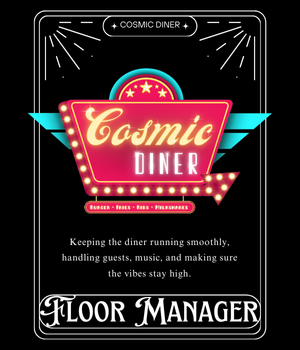 COSMIC DINER
Cosmic
DINER
Burger • Fries • Ribs • Milkshakes
Keeping the diner running smoothly,
handling guests, music, and making sure
the vibes stay high.
Floor Manager